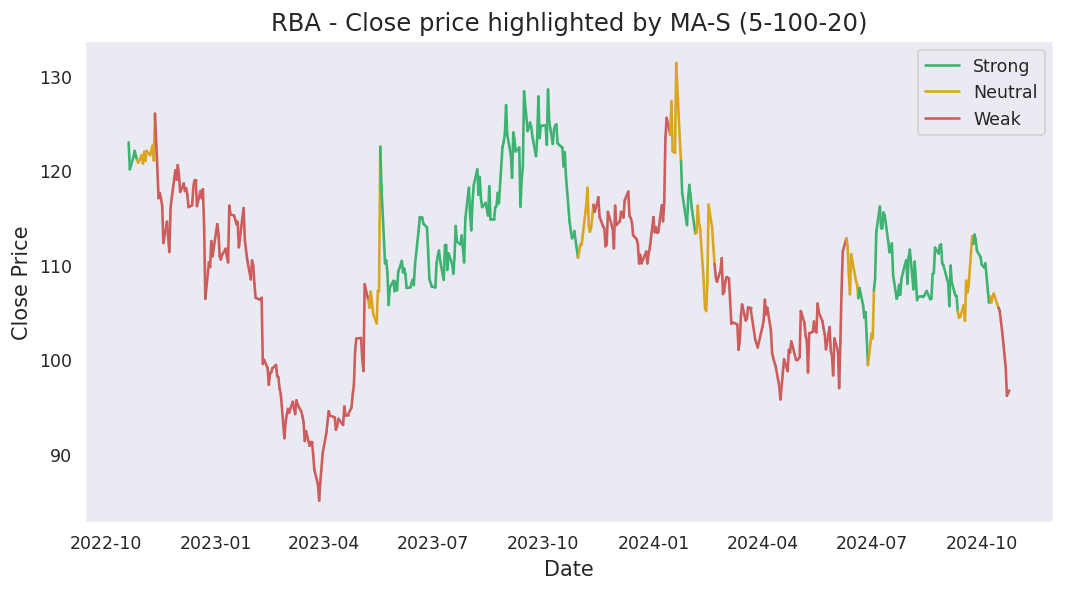 RBA - Close price highlighted by MA-S (5-100-20)
Strong
Neutral
Weak
Close Price
130
120
110
100
90
2022-10 2023-01 2023-04 2023-07 2023-10 2024-01 2024-04 2024-07 2024-10
Date